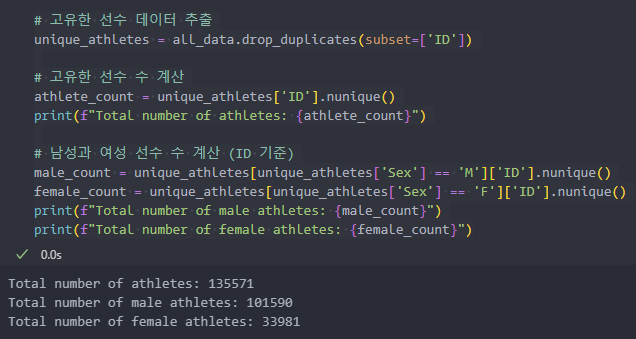 # 고유한 선수 데이터 추출
unique_athletes = all_data.drop_duplicates(subset=['ID'])
# 고유한 선수 수 계산
athlete_count = unique_athletes['ID'].nunique()
print(f"Total number of athletes: {athlete_count}")
# 남성과 여성 선수 수 계산 (ID 기준)
male_count = unique_athletes[unique_athletes['Sex'] == 'M']['ID'].nunique()
female_count = unique_athletes[unique_athletes['Sex'] == 'F']['ID'].nunique()
print(f"Total number of male athletes: {male_count}")
print(f"Total number of female athletes: {female_count}")
0.0s
Total number of athletes: 135571
Total number of male athletes: 101590
Total number of female athletes: 33981